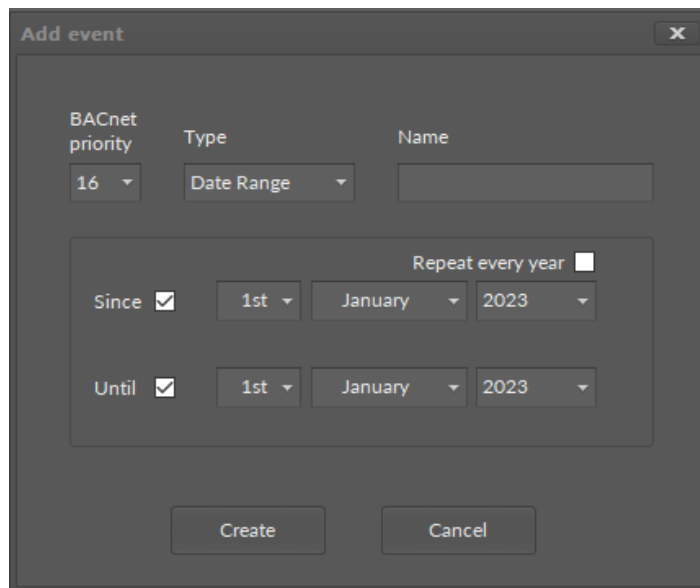 Add event
BACnet
priority
Type
Name
16
Date Range
Repeat every year
Since 1st January 2023
Until 1st January 2023
Create Cancel